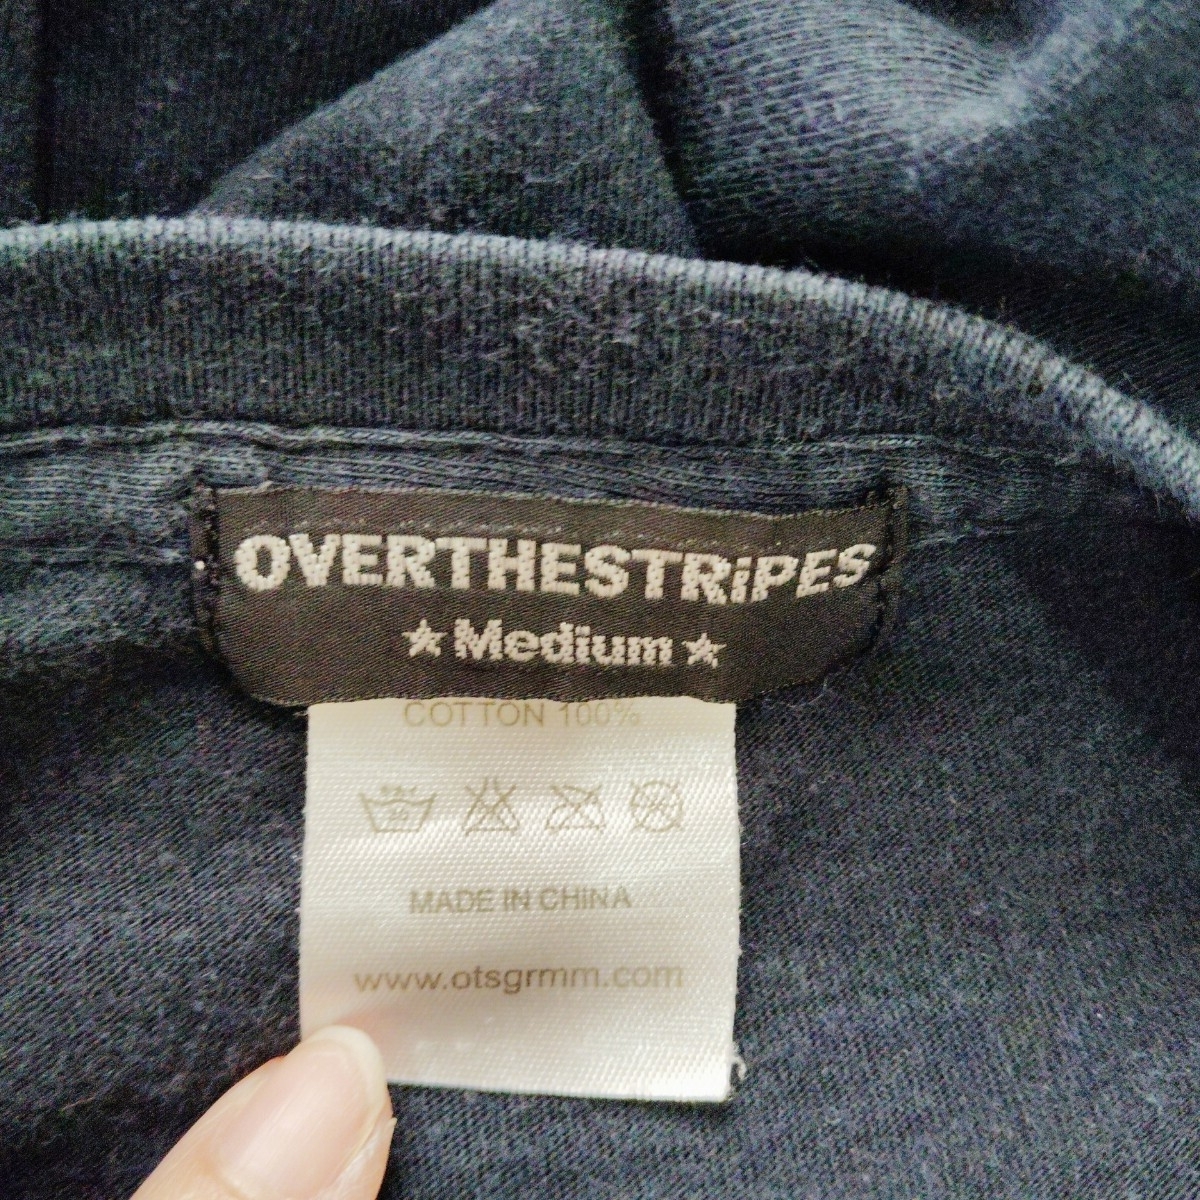 OVERTHESTRiPES
★ Medium ★
COTTON 100%
MADE IN CHINA
www.otsgrmm.com